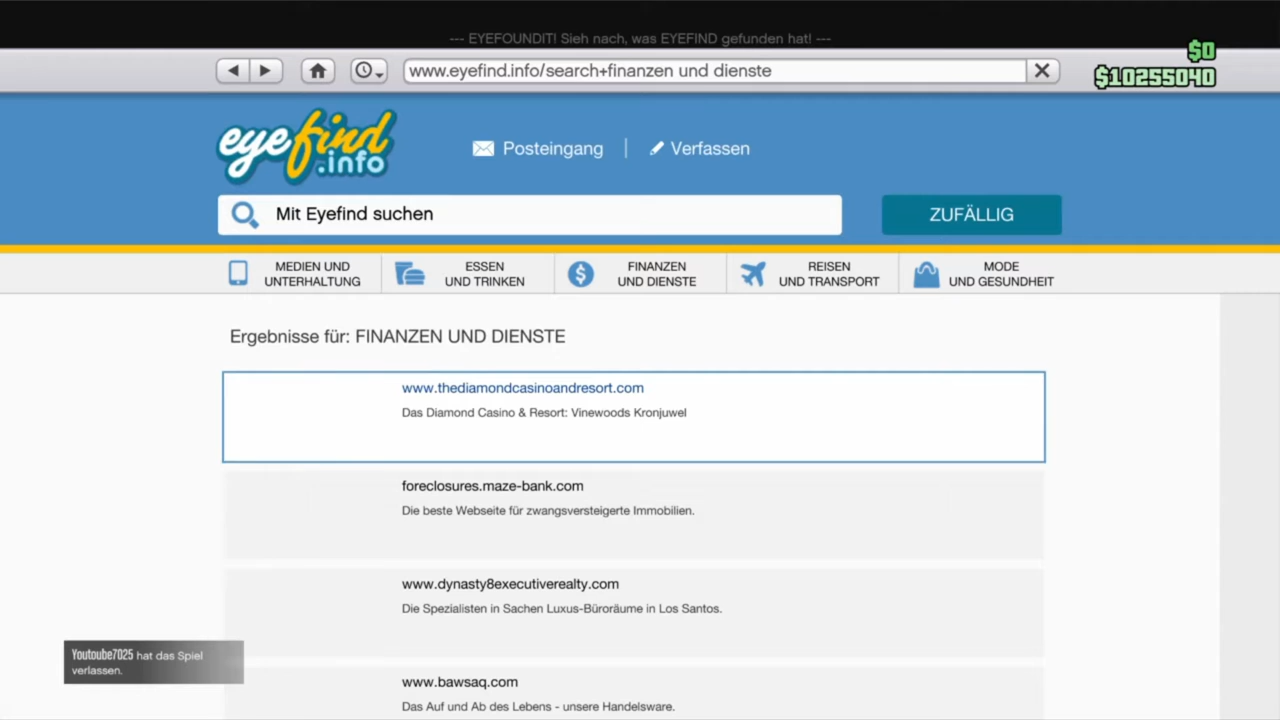 --- EYEFOUNDIT! Sieh nach, was EYEFIND gefunden hat! ---
$0
www.eyefind.info/search+finanzen und dienste
$10255040
eyefind
.info
Posteingang
Verfassen
Mit Eyefind suchen
ZUFÄLLIG
MEDIEN UND
UNTERHALTUNG
ESSEN
UND TRINKEN
FINANZEN
UND DIENSTE
REISEN
UND TRANSPORT
MODE
UND GESUNDHEIT
Ergebnisse für: FINANZEN UND DIENSTE
www.thediamondcasinoandresort.com
Das Diamond Casino & Resort: Vinewoods Kronjuwel
foreclosures.maze-bank.com
Die beste Webseite für zwangsversteigerte Immobilien.
www.dynasty8executiverealty.com
Die Spezialisten in Sachen Luxus-Büroräume in Los Santos.
Youtoube7025 hat das Spiel
verlassen.
www.bawsaq.com
Das Auf und Ab des Lebens - unsere Handelsware.